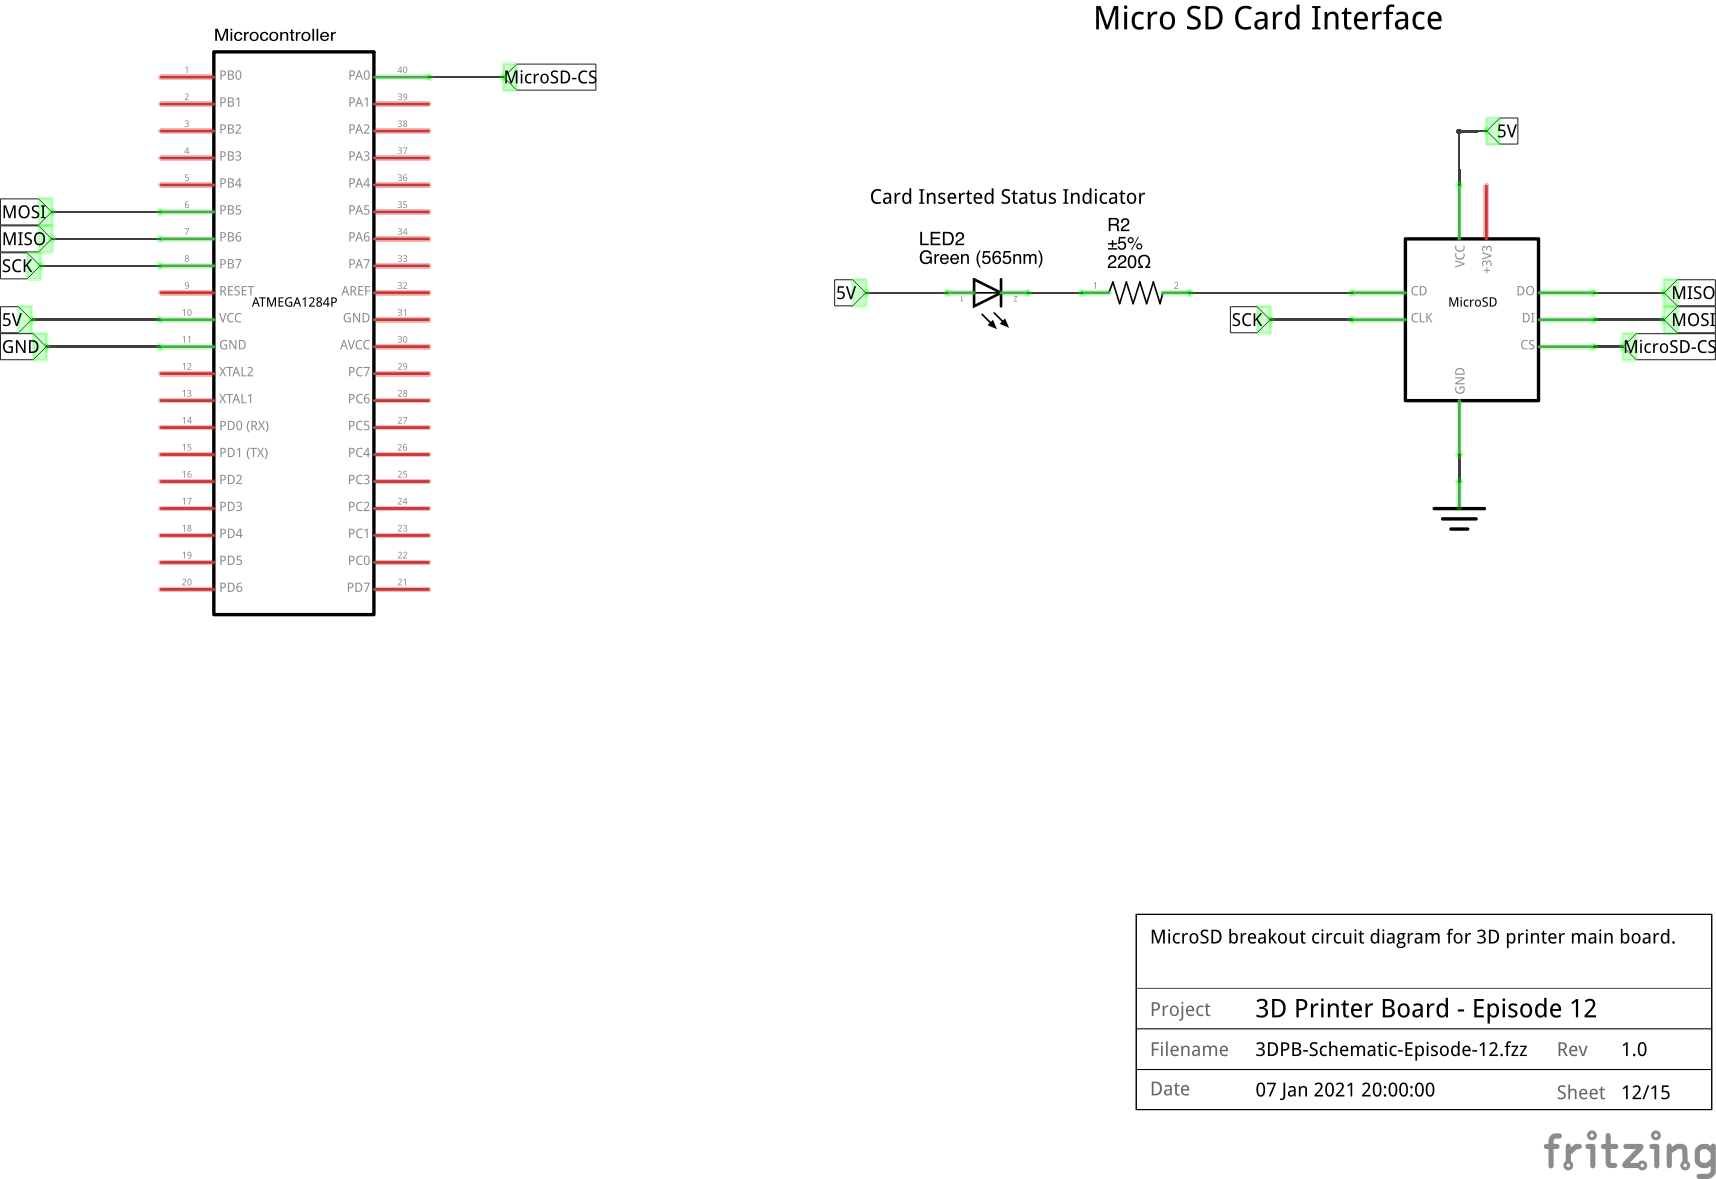 Micro SD Card Interface
Microcontroller
1 PB0 PA0 40 MicroSD-CS
2 PB1 PA1 39
3 PB2 PA2 38
4 PB3 PA3 37
5 PB4 PA4 36
MOSI 6 PB5 PA5 35
MISO 7 PB6 PA6 34
SCK 8 PB7 PA7 33
9 RESET AREF 32
ATMEGA1284P
5V 10 VCC GND 31
GND 11 GND AVCC 30
12 XTAL2 PC7 29
13 XTAL1 PC6 28
14 PD0 (RX) PC5 27
15 PD1 (TX) PC4 26
16 PD2 PC3 25
17 PD3 PC2 24
18 PD4 PC1 23
19 PD5 PC0 22
20 PD6 PD7 21
Card Inserted Status Indicator
LED2
Green (565nm)
R2
±5%
220Ω
5V 1 2 1 2
SCK
5V
VCC +3V3
CD DO MISO
MicroSD
CLK DI MOSI
CS MicroSD-CS
GND
MicroSD breakout circuit diagram for 3D printer main board.
Project 3D Printer Board - Episode 12
Filename 3DPB-Schematic-Episode-12.fzz Rev 1.0
Date 07 Jan 2021 20:00:00 Sheet 12/15
fritzing